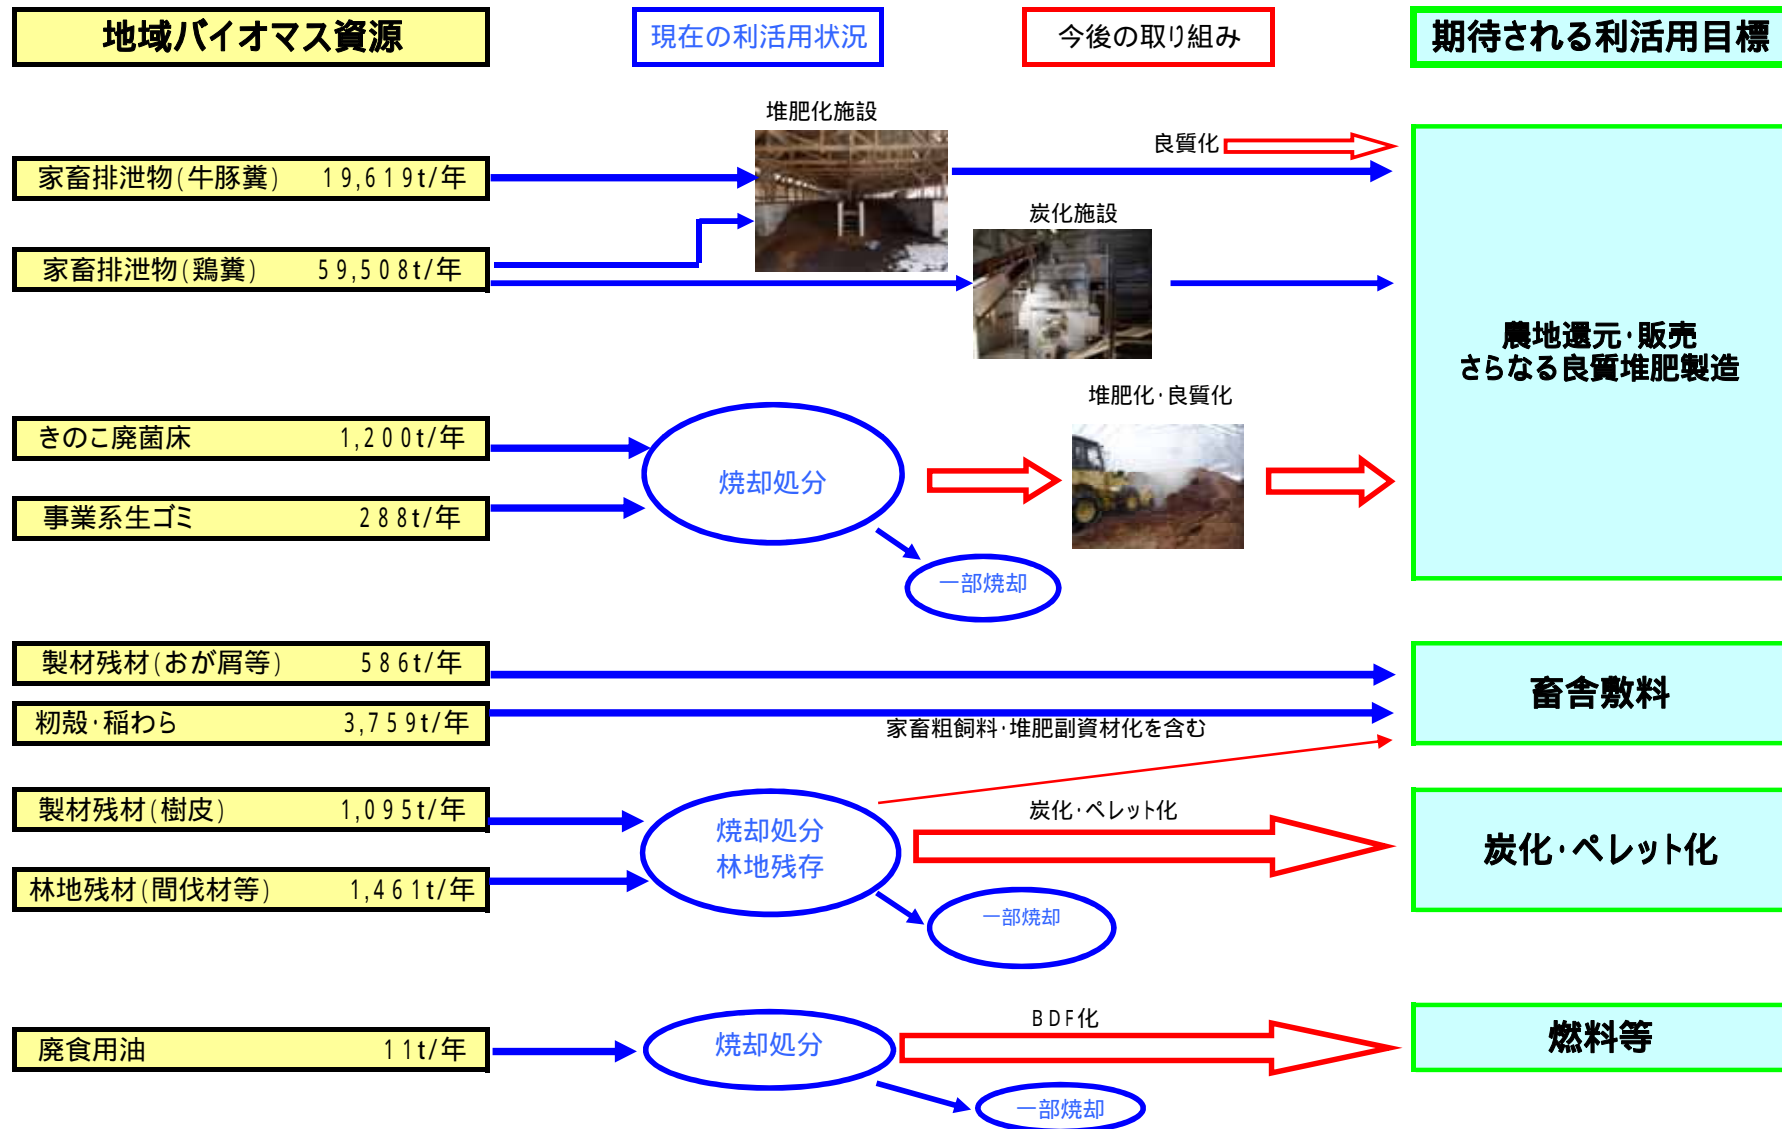 地域バイオマス資源
現在の利活用状況
今後の取り組み
期待される利活用目標
堆肥化施設
良質化
家畜排泄物(牛豚糞) 19,619t/年
炭化施設
家畜排泄物(鶏糞) 59,508t/年
農地還元・販売
さらなる良質堆肥製造
堆肥化・良質化
きのこ廃菌床 1,200t/年
焼却処分
事業系生ゴミ 288t/年
一部焼却
製材残材(おが屑等) 586t/年
畜舎敷料
籾殻・稲わら 3,759t/年
家畜粗飼料・堆肥副資材化を含む
製材残材(樹皮) 1,095t/年
炭化・ペレット化
焼却処分
林地残存
炭化・ペレット化
林地残材(間伐材等) 1,461t/年
一部焼却
BDF化
廃食用油 11t/年
焼却処分
燃料等
一部焼却